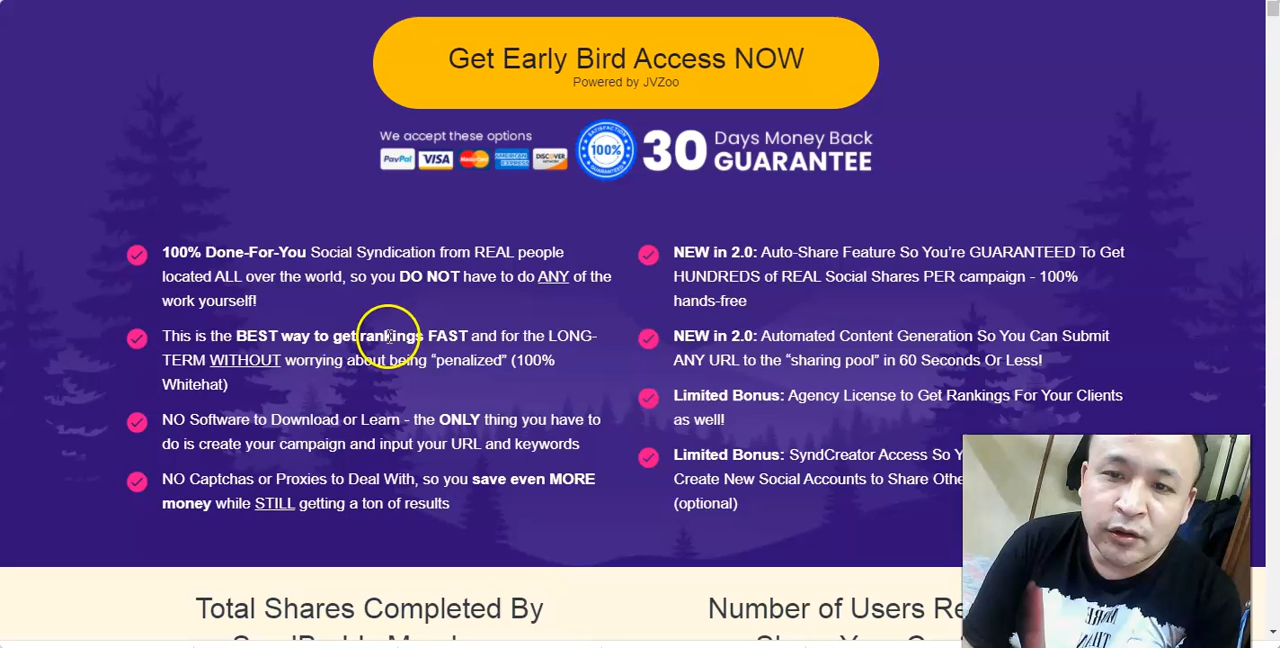 Get Early Bird Access NOW
Powered by JVZoo
We accept these options
PayPal VISA MasterCard AMERICAN EXPRESS DISCOVER
SATISFACTION
100%
GUARANTEED
30 Days Money Back
GUARANTEE
100% Done-For-You Social Syndication from REAL people
located ALL over the world, so you DO NOT have to do ANY of the
work yourself!
This is the BEST way to get rankings FAST and for the LONG-
TERM WITHOUT worrying about being “penalized” (100%
Whitehat)
NO Software to Download or Learn - the ONLY thing you have to
do is create your campaign and input your URL and keywords
NO Captchas or Proxies to Deal With, so you save even MORE
money while STILL getting a ton of results
NEW in 2.0: Auto-Share Feature So You’re GUARANTEED To Get
HUNDREDS of REAL Social Shares PER campaign - 100%
hands-free
NEW in 2.0: Automated Content Generation So You Can Submit
ANY URL to the “sharing pool” in 60 Seconds Or Less!
Limited Bonus: Agency License to Get Rankings For Your Clients
as well!
Limited Bonus: SyndCreator Access So Y
Create New Social Accounts to Share Othe
(optional)
Total Shares Completed By
Number of Users Re